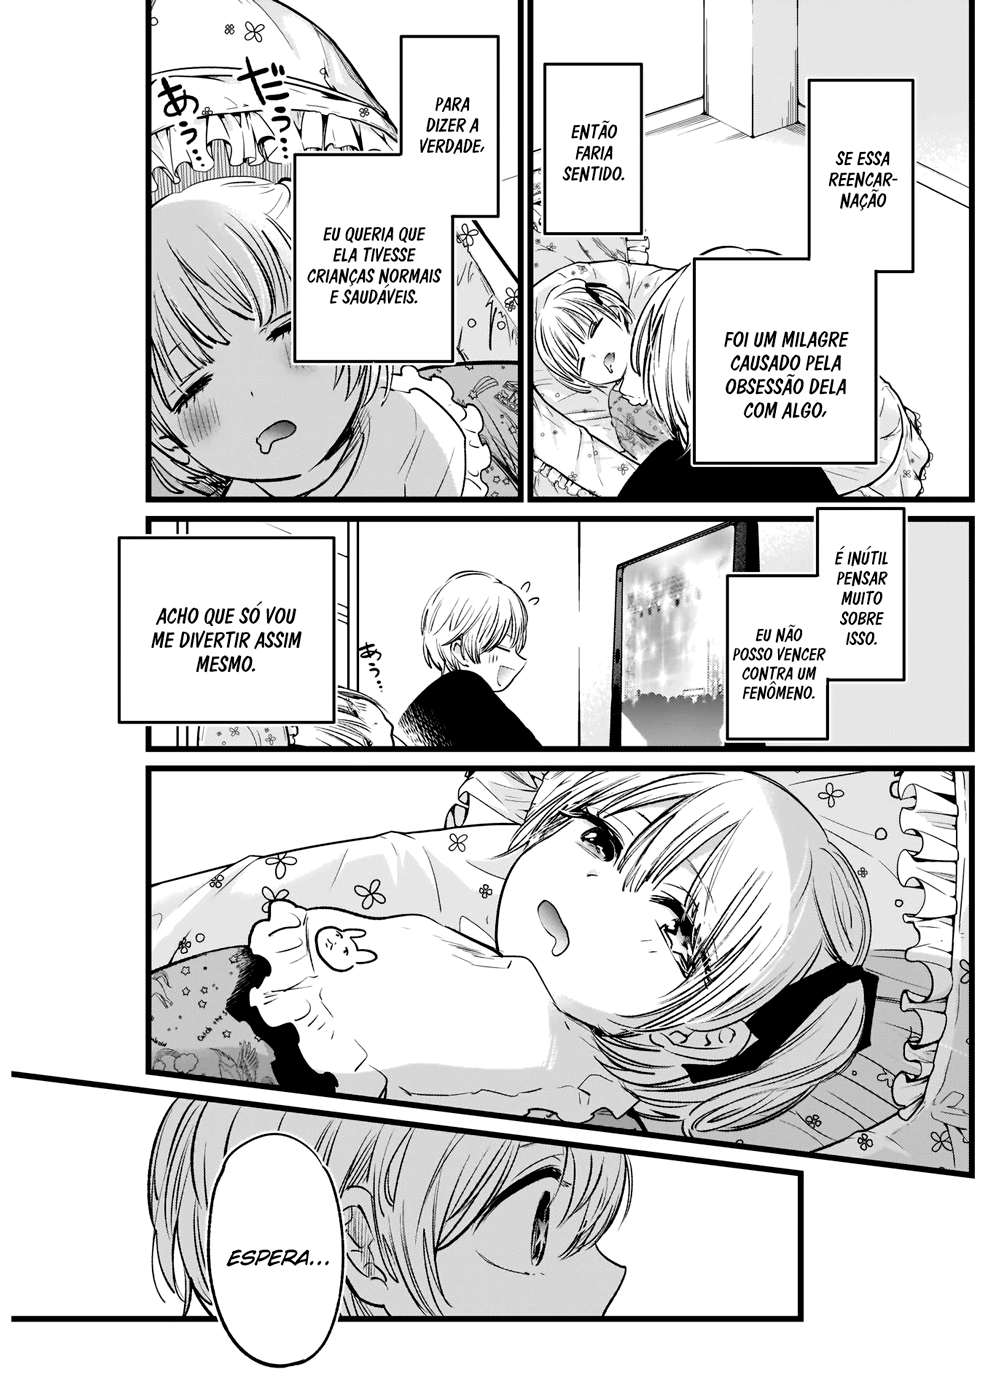 SE ESSA
REENCAR-
NAÇÃO
FOI UM MILAGRE
CAUSADO PELA
OBSESSÃO DELA
COM ALGO,
ENTÃO
FARIA
SENTIDO.
PARA
DIZER A
VERDADE,
EU QUERIA QUE
ELA TIVESSE
CRIANÇAS NORMAIS
E SAUDÁVEIS.
だぅ…
あぅ…
É INÚTIL
PENSAR
MUITO
SOBRE
ISSO.
EU NÃO
POSSO VENCER
CONTRA UM
FENÔMENO.
あぅ…
ACHO QUE SÓ VOU
ME DIVERTIR ASSIM
MESMO.
Catch the s
ESPERA...